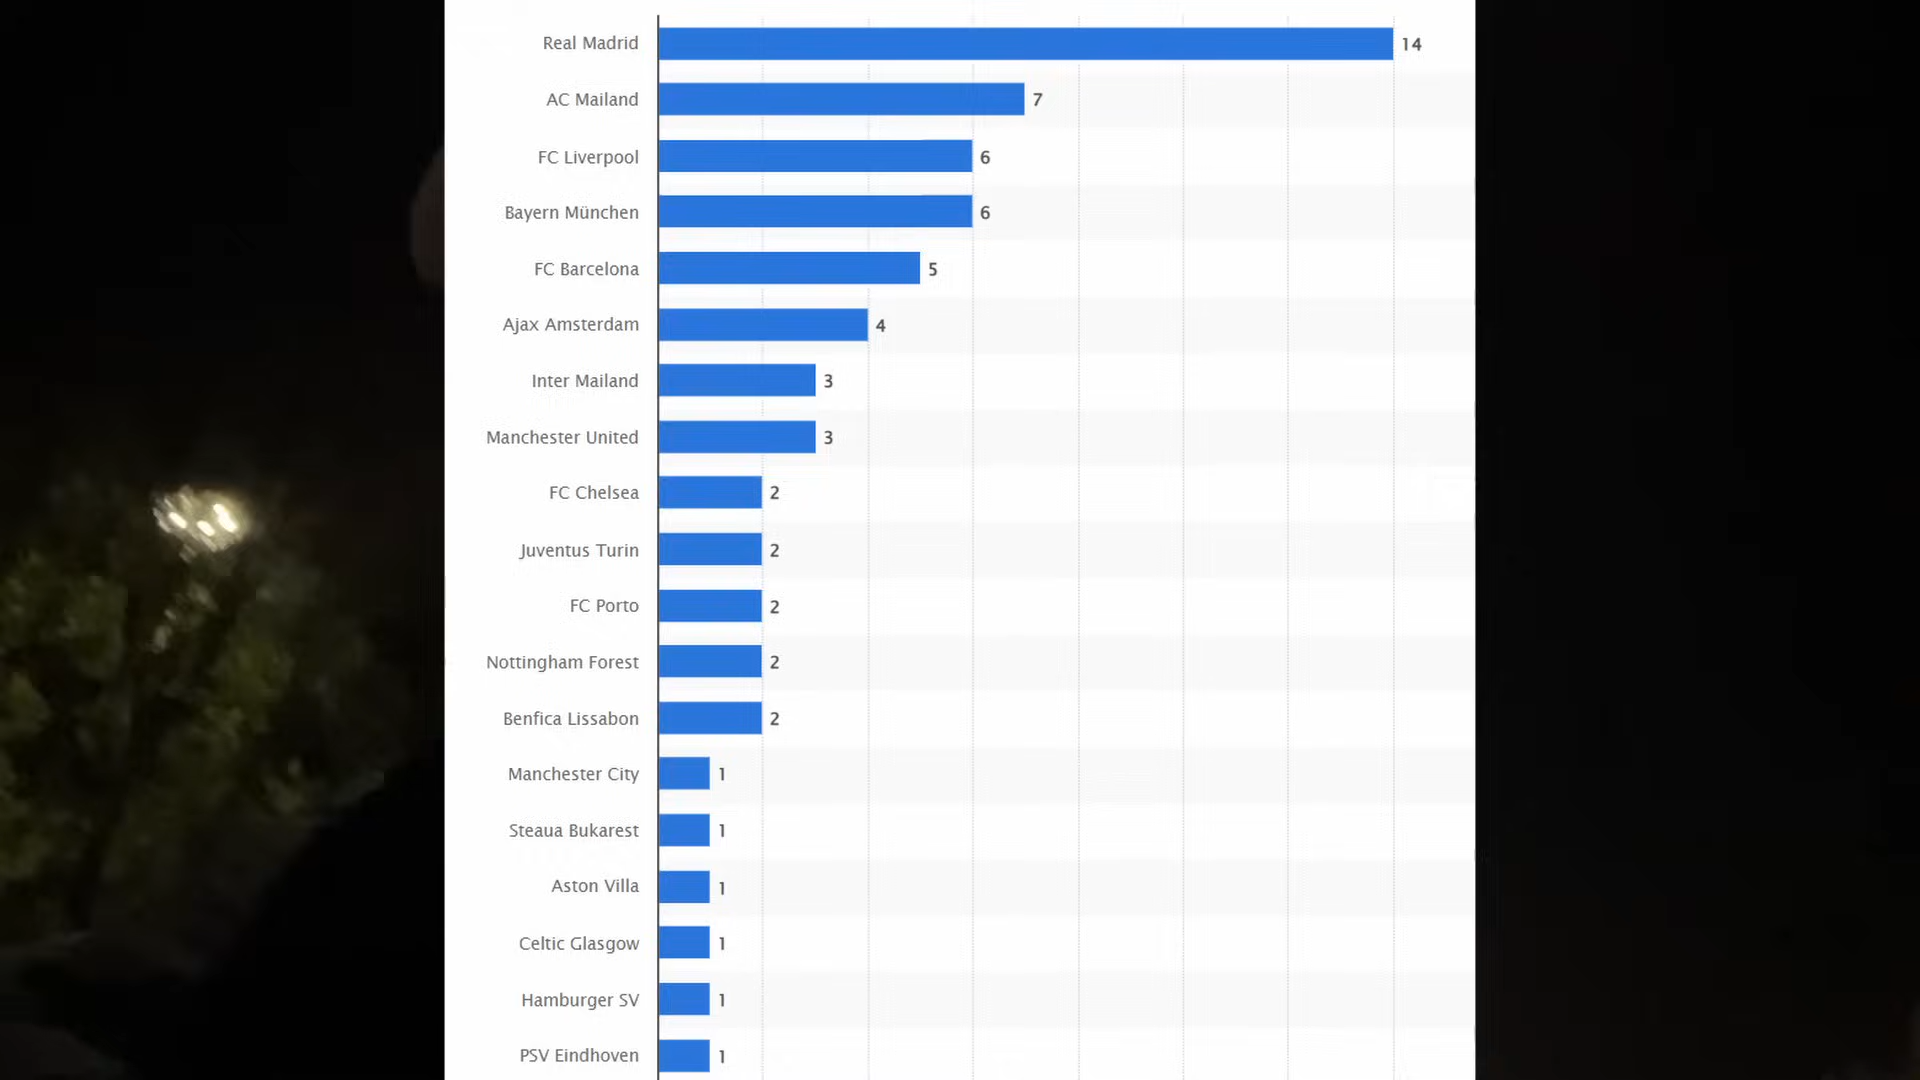 Real Madrid 14
AC Mailand 7
FC Liverpool 6
Bayern München 6
FC Barcelona 5
Ajax Amsterdam 4
Inter Mailand 3
Manchester United 3
FC Chelsea 2
Juventus Turin 2
FC Porto 2
Nottingham Forest 2
Benfica Lissabon 2
Manchester City 1
Steaua Bukarest 1
Aston Villa 1
Celtic Glasgow 1
Hamburger SV 1
PSV Eindhoven 1